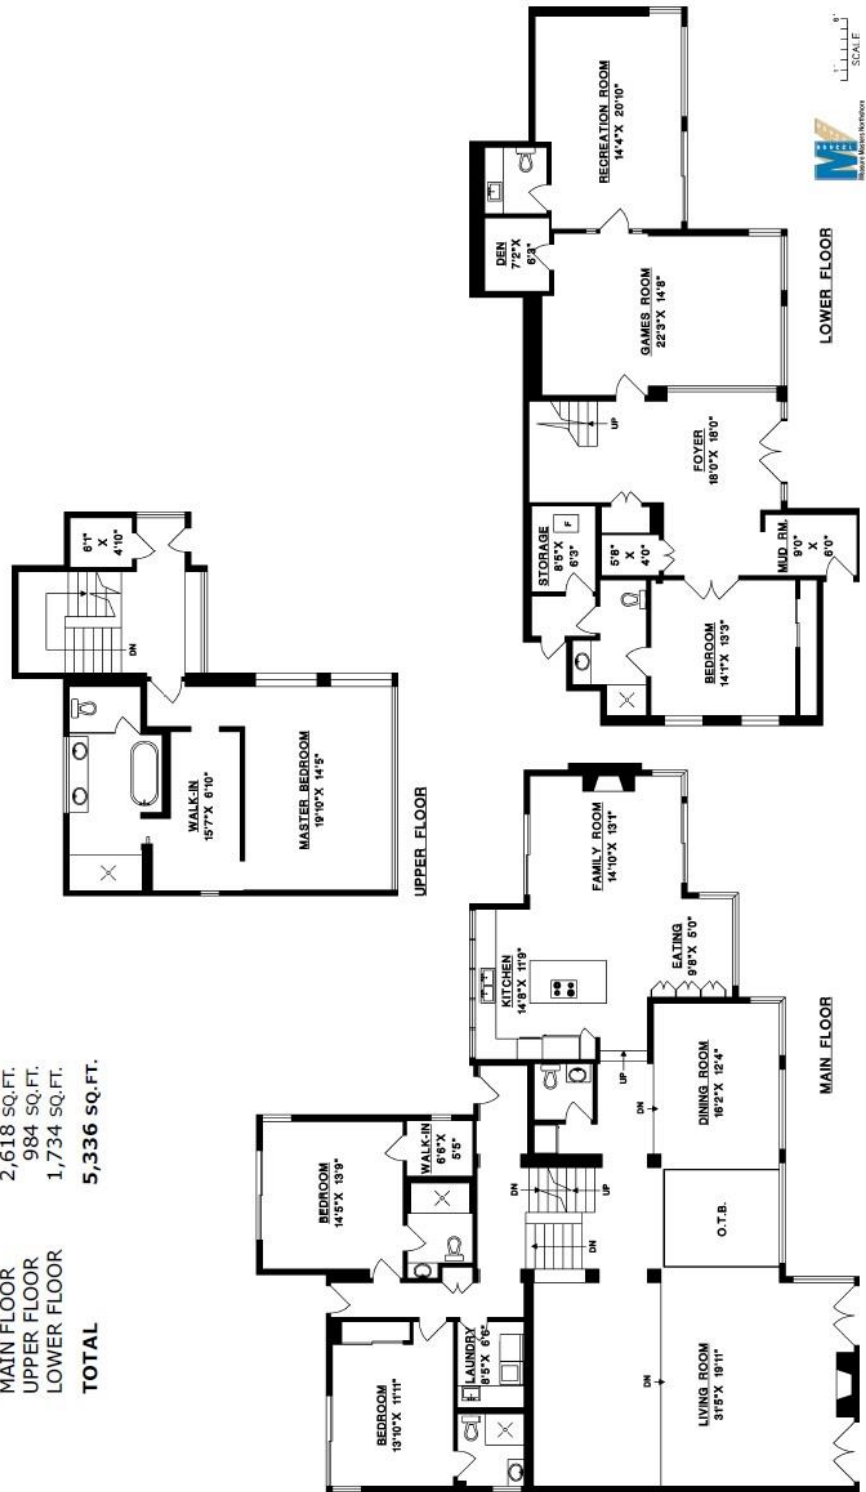 MAIN FLOOR 2,618 SQ.FT.
UPPER FLOOR 984 SQ.FT.
LOWER FLOOR 1,734 SQ.FT.
TOTAL 5,336 SQ.FT.
6'1"
X
4'10"
DN
WALK-IN
15'7"X 6'10"
MASTER BEDROOM
19'10"X 14'5"
UPPER FLOOR
BEDROOM
14'5"X 13'9"
WALK-IN
6'6"X
5'5"
BEDROOM
13'10"X 11'11"
LAUNDRY
8'5"X 6'6"
DN
UP
DN
KITCHEN
14'8"X 11'9"
FAMILY ROOM
14'10"X 13'1"
EATING
9'8"X 5'0"
UP
DN
DINING ROOM
16'2"X 12'4"
O.T.B.
DN
LIVING ROOM
31'5"X 19'11"
MAIN FLOOR
RECREATION ROOM
14'4"X 20'10"
DEN
7'2"X
6'3"
GAMES ROOM
22'3"X 14'8"
UP
FOYER
18'0"X 18'0"
STORAGE
8'5"X
6'3"
F
5'8"
X
4'0"
MUD RM.
9'0"
X
6'0"
BEDROOM
14'1"X 13'3"
LOWER FLOOR
1' 8'
SCALE
Measure Masters Northshore